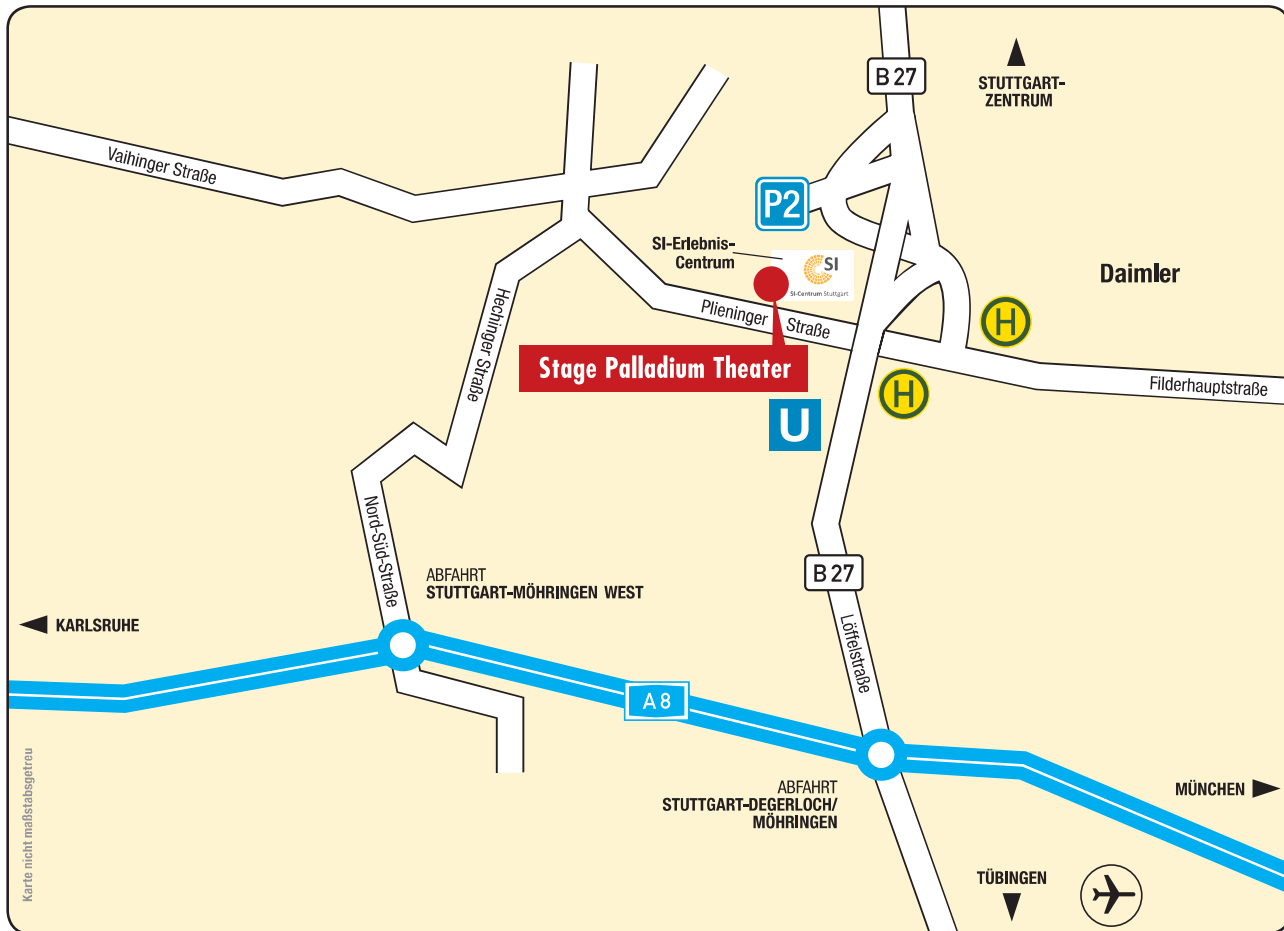 B 27
STUTTGART-
ZENTRUM
Vaihinger Straße
P2
SI-Erlebnis-
Centrum
SI
SI-Centrum Stuttgart
Daimler
Hechinger Straße
Plieninger Straße
H
Stage Palladium Theater
H
Filderhauptstraße
U
Nord-Süd-Straße
ABFAHRT
STUTTGART-MÖHRINGEN WEST
B 27
KARLSRUHE
Löffelstraße
A 8
ABFAHRT
STUTTGART-DEGERLOCH/
MÖHRINGEN
MÜNCHEN
TÜBINGEN
Karte nicht maßstabsgetreu